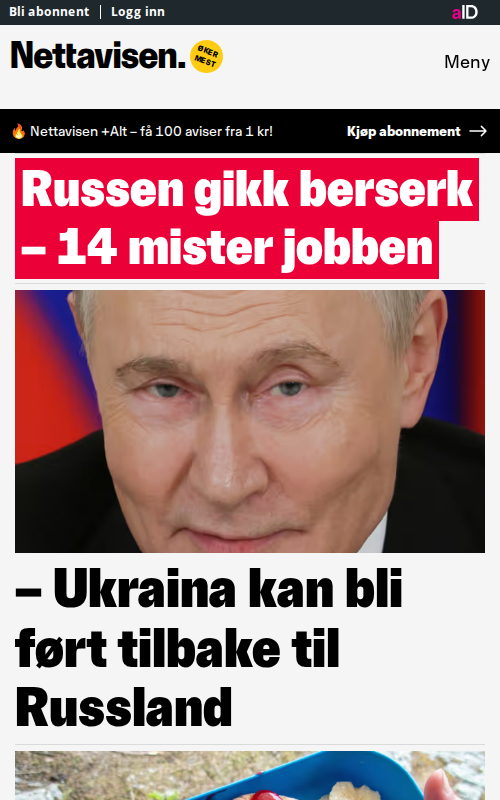 Bli abonnent
Logg inn
aID
Nettavisen.
ØKER
MEST
Meny
🔥 Nettavisen +Alt – få 100 aviser fra 1 kr!
Kjøp abonnement →
Russen gikk berserk
– 14 mister jobben
– Ukraina kan bli
ført tilbake til
Russland